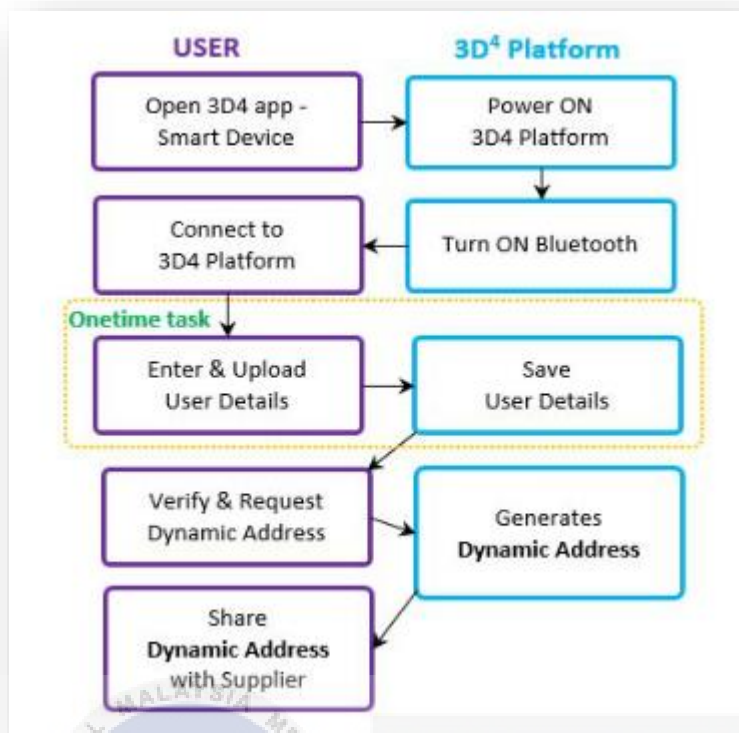 USER
3D⁴ Platform
Open 3D4 app -
Smart Device
Power ON
3D4 Platform
Connect to
3D4 Platform
Turn ON Bluetooth
Onetime task
Enter & Upload
User Details
Save
User Details
Verify & Request
Dynamic Address
Generates
Dynamic Address
Share
Dynamic Address
with Supplier
MALAYSIA